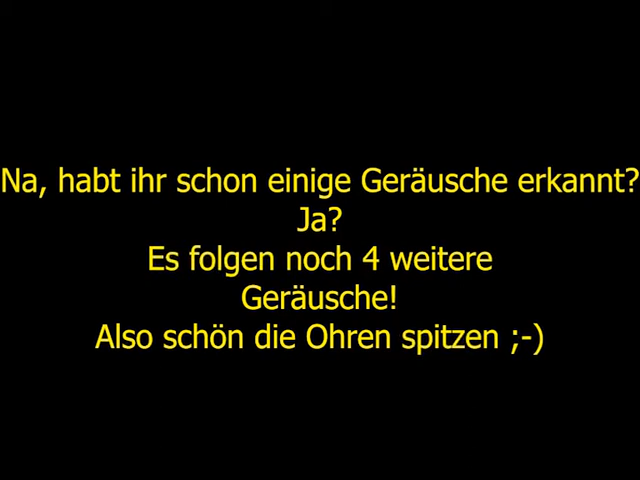 Na, habt ihr schon einige Geräusche erkannt?
Ja?
Es folgen noch 4 weitere
Geräusche!
Also schön die Ohren spitzen ;-)